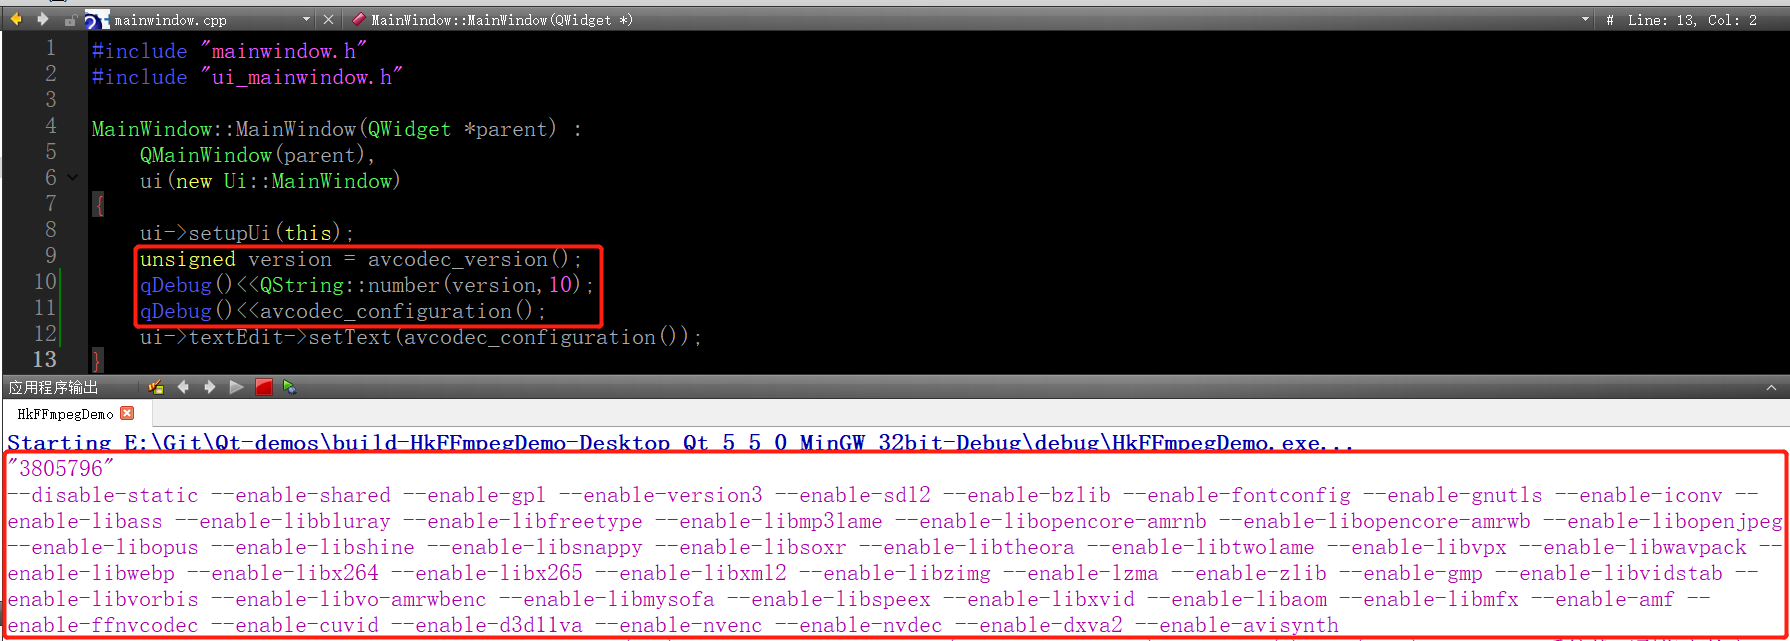 mainwindow.cpp MainWindow::MainWindow(QWidget *) # Line: 13, Col: 2
1 #include "mainwindow.h"
2 #include "ui_mainwindow.h"
3
4 MainWindow::MainWindow(QWidget *parent) :
5 QMainWindow(parent),
6 ui(new Ui::MainWindow)
7 {
8 ui->setupUi(this);
9 unsigned version = avcodec_version();
10 qDebug()<<QString::number(version,10);
11 qDebug()<<avcodec_configuration();
12 ui->textEdit->setText(avcodec_configuration());
13 }
应用程序输出
HkFFmpegDemo
Starting E:\Git\Qt-demos\build-HkFFmpegDemo-Desktop_Qt_5_5_0_MinGW_32bit-Debug\debug\HkFFmpegDemo.exe...
"3805796"
--disable-static --enable-shared --enable-gpl --enable-version3 --enable-sdl2 --enable-bzlib --enable-fontconfig --enable-gnutls --enable-iconv --
enable-libass --enable-libbluray --enable-libfreetype --enable-libmp3lame --enable-libopencore-amrnb --enable-libopencore-amrwb --enable-libopenjpeg
--enable-libopus --enable-libshine --enable-libsnappy --enable-libsoxr --enable-libtheora --enable-libtwolame --enable-libvpx --enable-libwavpack --
enable-libwebp --enable-libx264 --enable-libx265 --enable-libxml2 --enable-libzimg --enable-lzma --enable-zlib --enable-gmp --enable-libvidstab --
enable-libvorbis --enable-libvo-amrwbenc --enable-libmysofa --enable-libspeex --enable-libxvid --enable-libaom --enable-libmfx --enable-amf --
enable-ffnvcodec --enable-cuvid --enable-d3d11va --enable-nvenc --enable-nvdec --enable-dxva2 --enable-avisynth